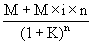 M + M × i × n
(1 + K)ⁿ